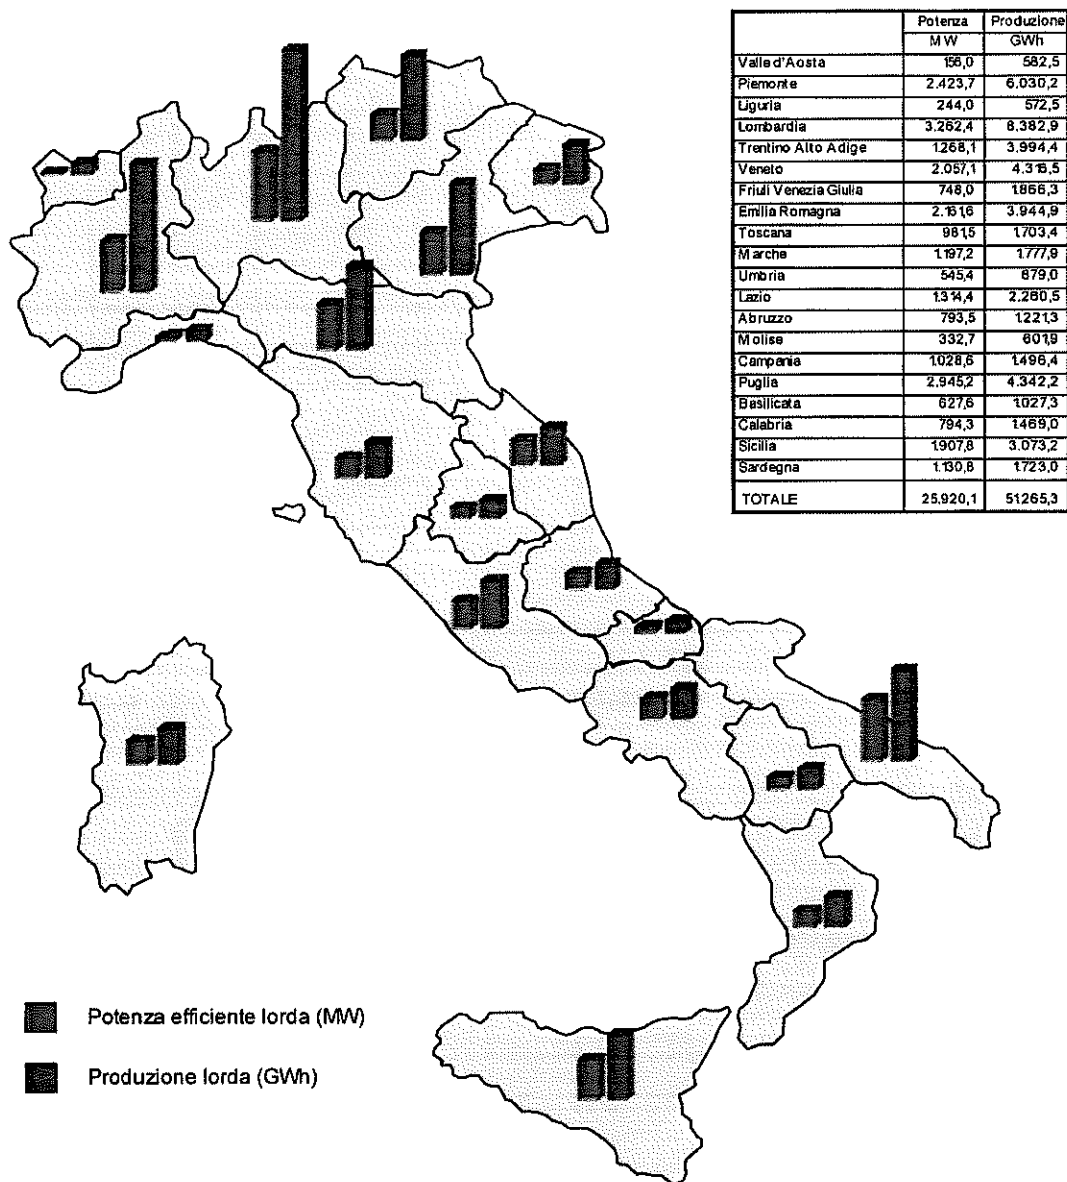 Potenza Produzione
MW GWh
Valle d'Aosta 156,0 582,5
Piemonte 2.423,7 6.030,2
Liguria 244,0 572,5
Lombardia 3.262,4 8.382,9
Trentino Alto Adige 1.268,1 3.994,4
Veneto 2.057,1 4.316,5
Friuli Venezia Giulia 748,0 1.866,3
Emilia Romagna 2.161,6 3.944,9
Toscana 981,5 1.703,4
Marche 1.197,2 1.777,9
Umbria 545,4 879,0
Lazio 1.314,4 2.260,5
Abruzzo 793,5 1.221,3
Molise 332,7 601,9
Campania 1.028,6 1.496,4
Puglia 2.945,2 4.342,2
Basilicata 627,6 1.027,3
Calabria 794,3 1.469,0
Sicilia 1.907,8 3.073,2
Sardegna 1.130,8 1.723,0
TOTALE 25.920,1 51.265,3
Potenza efficiente lorda (MW)
Produzione lorda (GWh)